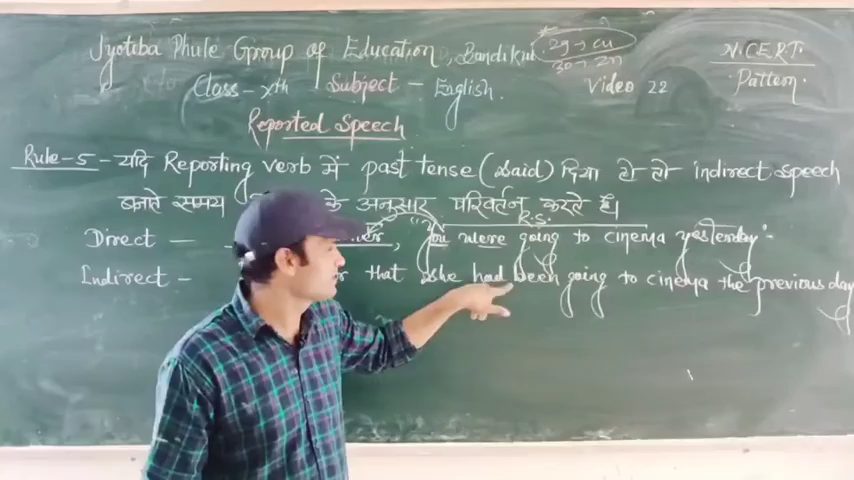 Jyotiba Phule Group of Education, Bandikui
Class - Xth Subject - English
Video 22
N.C.E.R.T.
Pattern
Reported Speech
Rule-5 - यदि Reporting verb में past tense (Said) दिया हो तो indirect speech
बनाते समय के अनुसार परिवर्तन करते हैं।
R.S.
Direct - "You were going to cinema yesterday".
Indirect - that she had been going to cinema the previous day